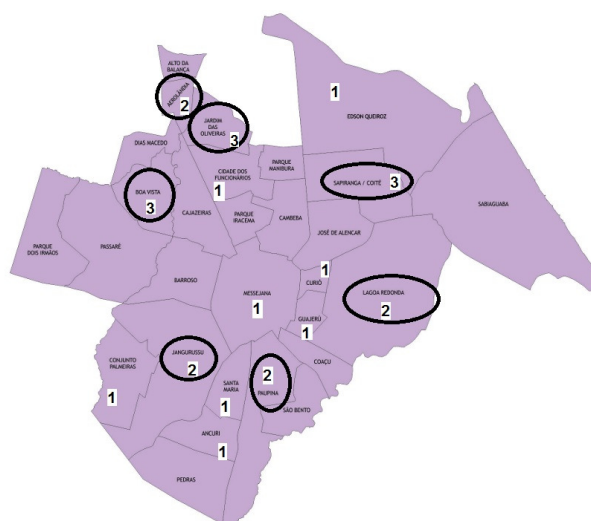 ALTO DA
BALANÇA
AEROLÂNDIA
2
JARDIM
DAS
OLIVEIRAS
3
1
EDSON QUEIROZ
DIAS MACEDO
CIDADE DOS
FUNCIONÁRIOS
1
PARQUE
MANIBURA
SAPIRANGA / COITÉ 3
BOA VISTA
3
CAJAZEIRAS
PARQUE
IRACEMA
CAMBEBA
JOSÉ DE ALENCAR
SABIAGUABA
PARQUE
DOIS IRMÃOS
PASSARÉ
BARROSO
MESSEJANA
1
1
CURIÓ
LAGOA REDONDA
2
GUAJERÚ
1
JANGURUSSU
2
CONJUNTO
PALMEIRAS
1
COAÇU
2
PAUPINA
SANTA
MARIA
1
SÃO BENTO
ANCURI
1
PEDRAS